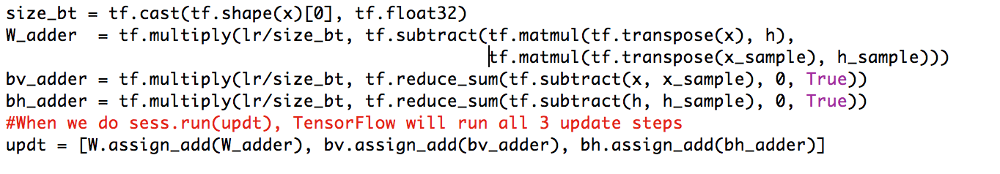 size_bt = tf.cast(tf.shape(x)[0], tf.float32)
W_adder  = tf.multiply(lr/size_bt, tf.subtract(tf.matmul(tf.transpose(x), h),
                                               tf.matmul(tf.transpose(x_sample), h_sample)))
bv_adder = tf.multiply(lr/size_bt, tf.reduce_sum(tf.subtract(x, x_sample), 0, True))
bh_adder = tf.multiply(lr/size_bt, tf.reduce_sum(tf.subtract(h, h_sample), 0, True))
#When we do sess.run(updt), TensorFlow will run all 3 update steps
updt = [W.assign_add(W_adder), bv.assign_add(bv_adder), bh.assign_add(bh_adder)]